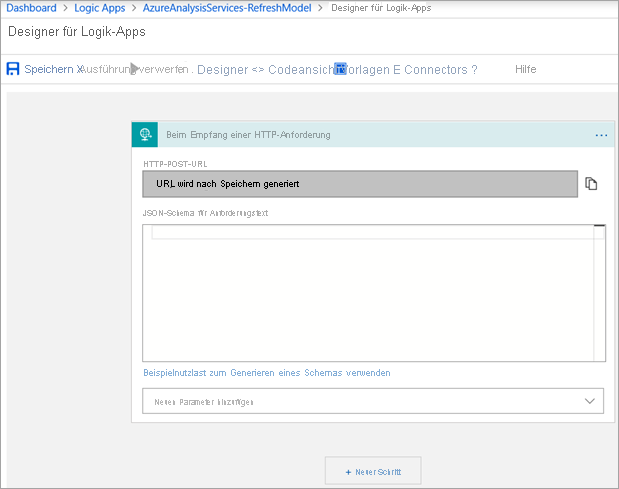 Dashboard > Logic Apps > AzureAnalysisServices-RefreshModel > Designer für Logik-Apps
Designer für Logik-Apps
Speichern X Ausführung verwerfen . Designer <> Codeansicht Vorlagen E Connectors ? Hilfe
Beim Empfang einer HTTP-Anforderung ...
HTTP-POST-URL
URL wird nach Speichern generiert
JSON-Schema für Anforderungstext
Beispielnutzlast zum Generieren eines Schemas verwenden
Neuen Parameter hinzufügen
+ Neuer Schritt